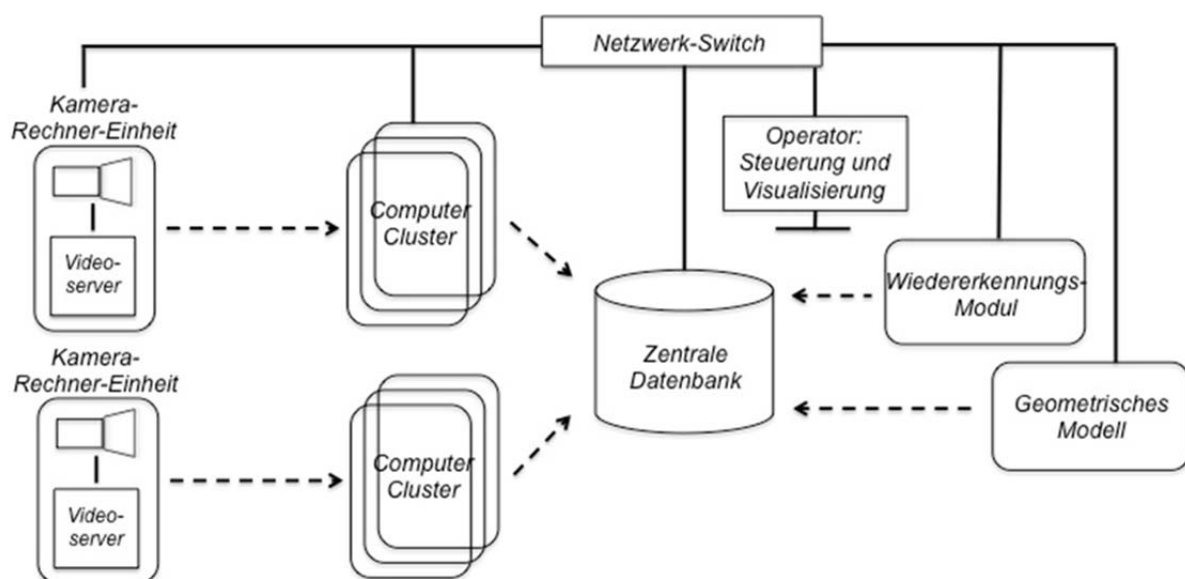 Netzwerk-Switch
Kamera-
Rechner-Einheit
Video-
server
Computer
Cluster
Operator:
Steuerung und
Visualisierung
Wiedererkennungs-
Modul
Zentrale
Datenbank
Geometrisches
Modell
Kamera-
Rechner-Einheit
Video-
server
Computer
Cluster